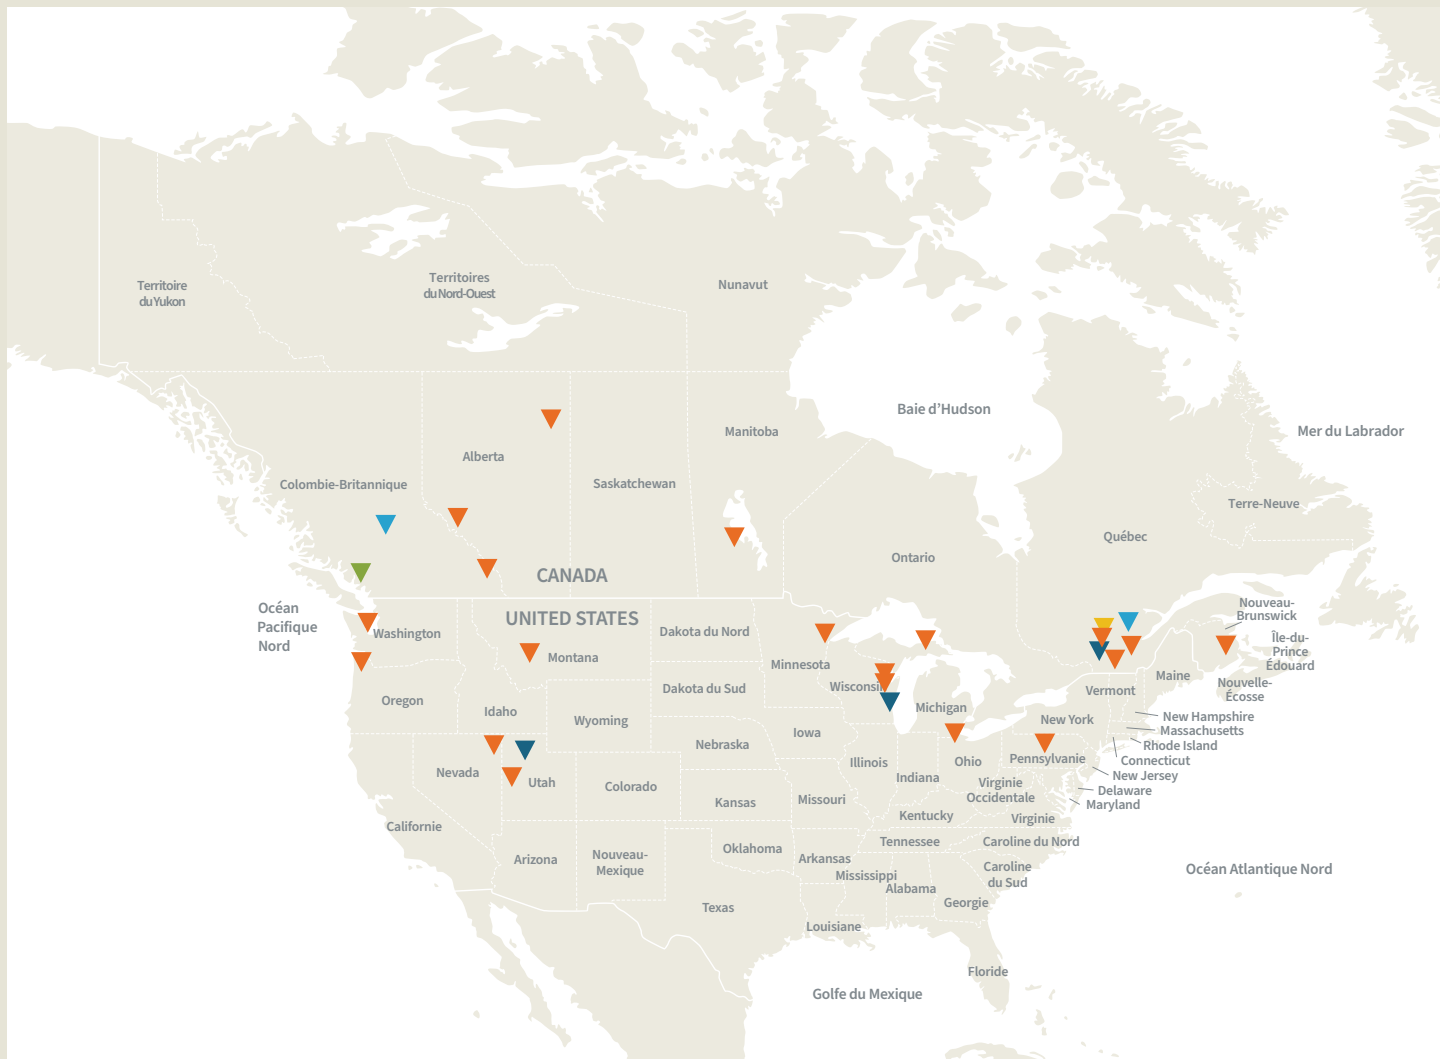 Territoire
du Yukon
Territoires
du Nord-Ouest
Nunavut
Baie d’Hudson
Mer du Labrador
Manitoba
Alberta
Saskatchewan
Colombie-Britannique
Terre-Neuve
Québec
Ontario
CANADA
UNITED STATES
Océan
Pacifique
Nord
Nouveau-
Brunswick
Île-du-
Prince
Édouard
Nouvelle-
Écosse
Washington
Dakota du Nord
Montana
Minnesota
Maine
Wisconsin
Dakota du Sud
Vermont
Oregon
Idaho
Michigan
Wyoming
New York
New Hampshire
Massachusetts
Rhode Island
Connecticut
New Jersey
Delaware
Maryland
Iowa
Nebraska
Pennsylvanie
Illinois
Ohio
Indiana
Nevada
Utah
Colorado
Virginie
Occidentale
Kansas
Missouri
Kentucky
Virginie
Californie
Tennessee
Caroline du Nord
Oklahoma
Arkansas
Arizona
Nouveau-
Mexique
Caroline
du Sud
Mississippi
Alabama
Océan Atlantique Nord
Georgie
Texas
Louisiane
Floride
Golfe du Mexique